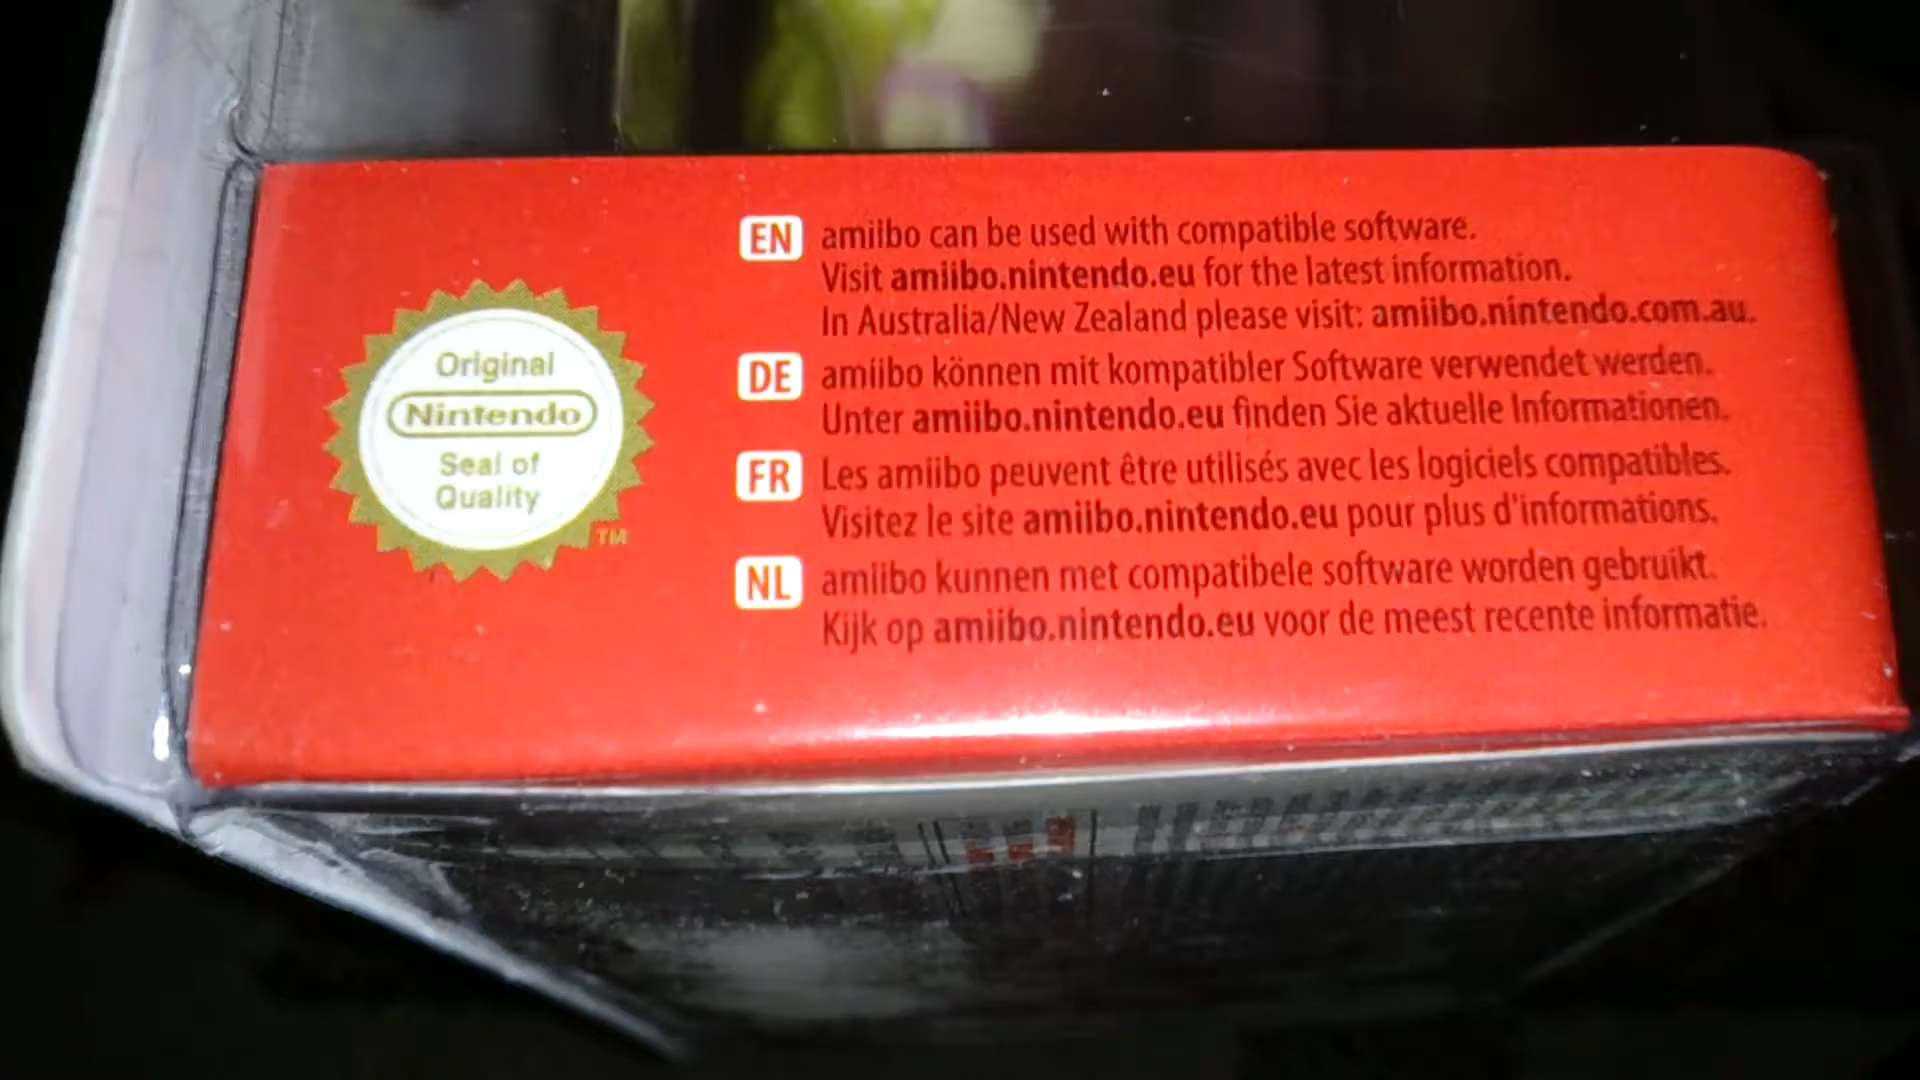 Original
Nintendo
Seal of
Quality
TM
EN amiibo can be used with compatible software.
Visit amiibo.nintendo.eu for the latest information.
In Australia/New Zealand please visit: amiibo.nintendo.com.au.
DE amiibo können mit kompatibler Software verwendet werden.
Unter amiibo.nintendo.eu finden Sie aktuelle Informationen.
FR Les amiibo peuvent être utilisés avec les logiciels compatibles.
Visitez le site amiibo.nintendo.eu pour plus d'informations.
NL amiibo kunnen met compatibele software worden gebruikt.
Kijk op amiibo.nintendo.eu voor de meest recente informatie.